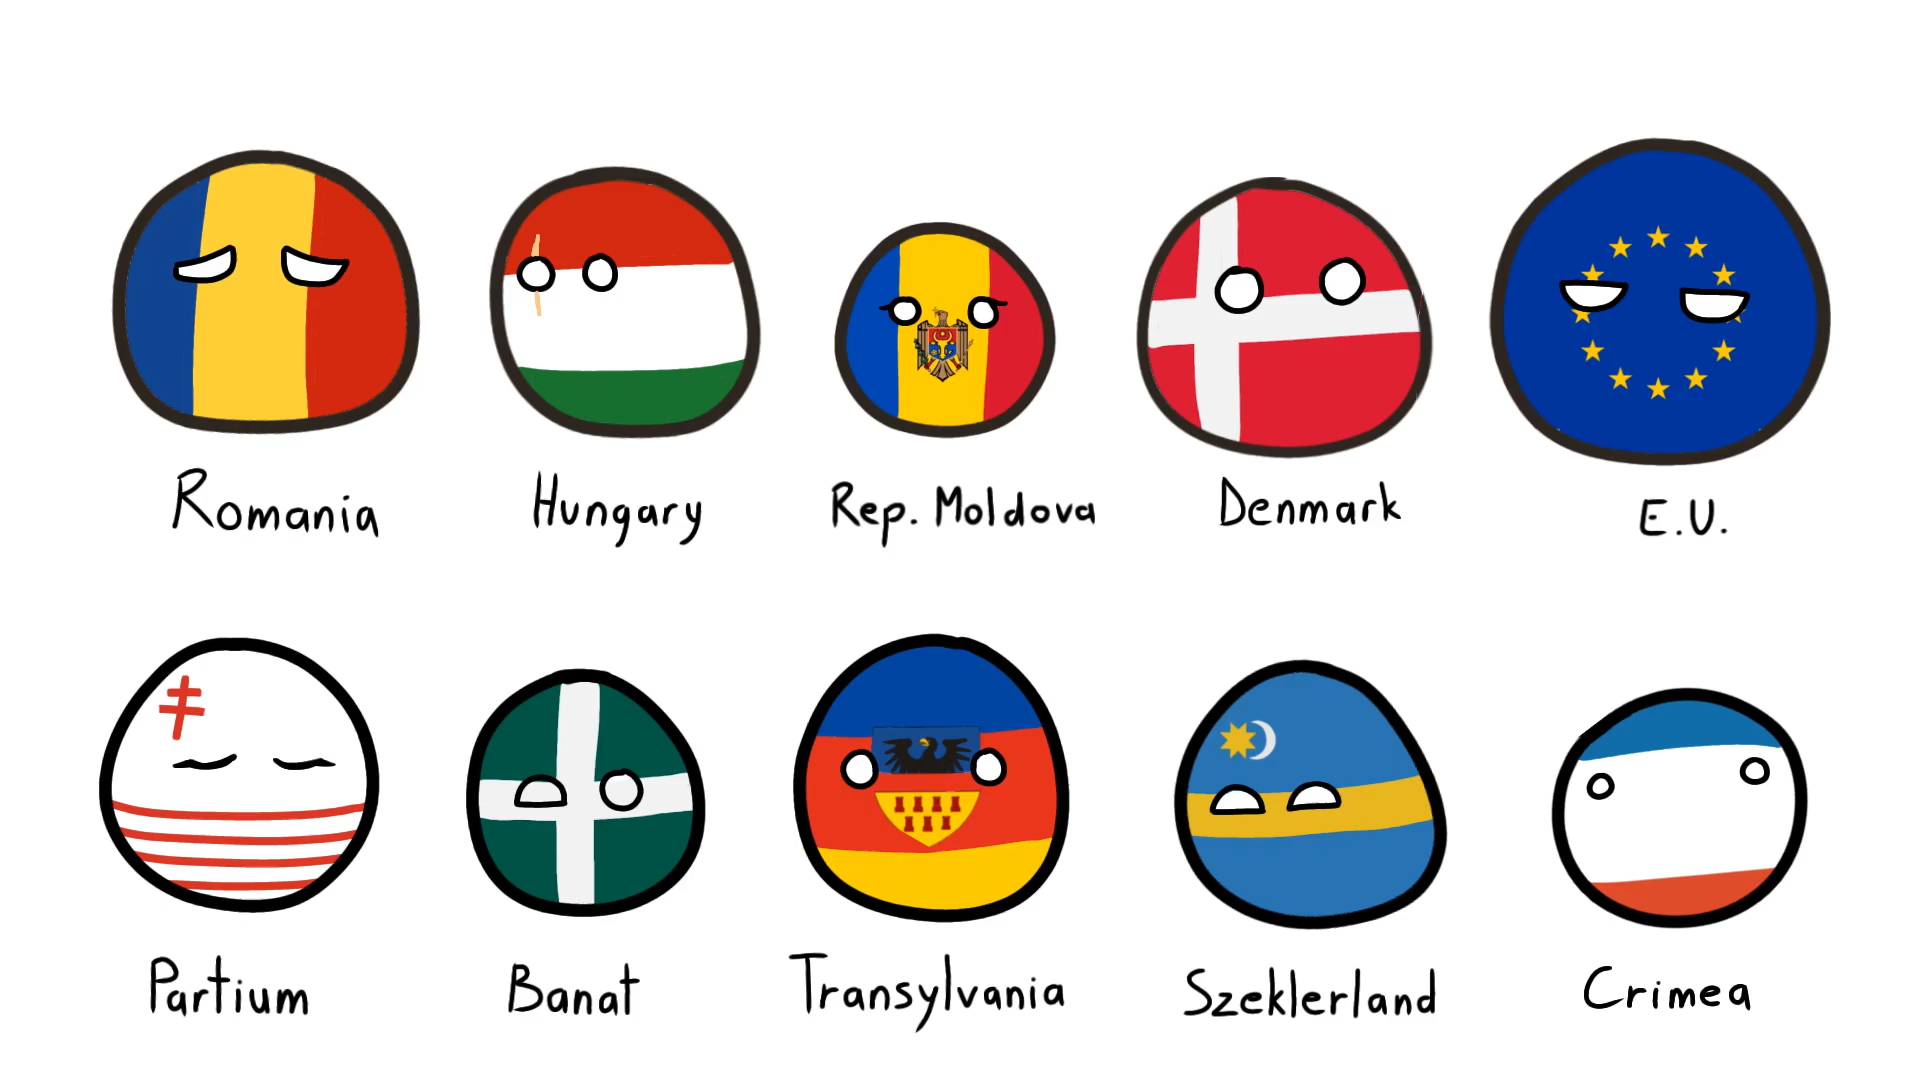 Romania
Hungary
Rep. Moldova
Denmark
E.U.
Partium
Banat
Transylvania
Szeklerland
Crimea